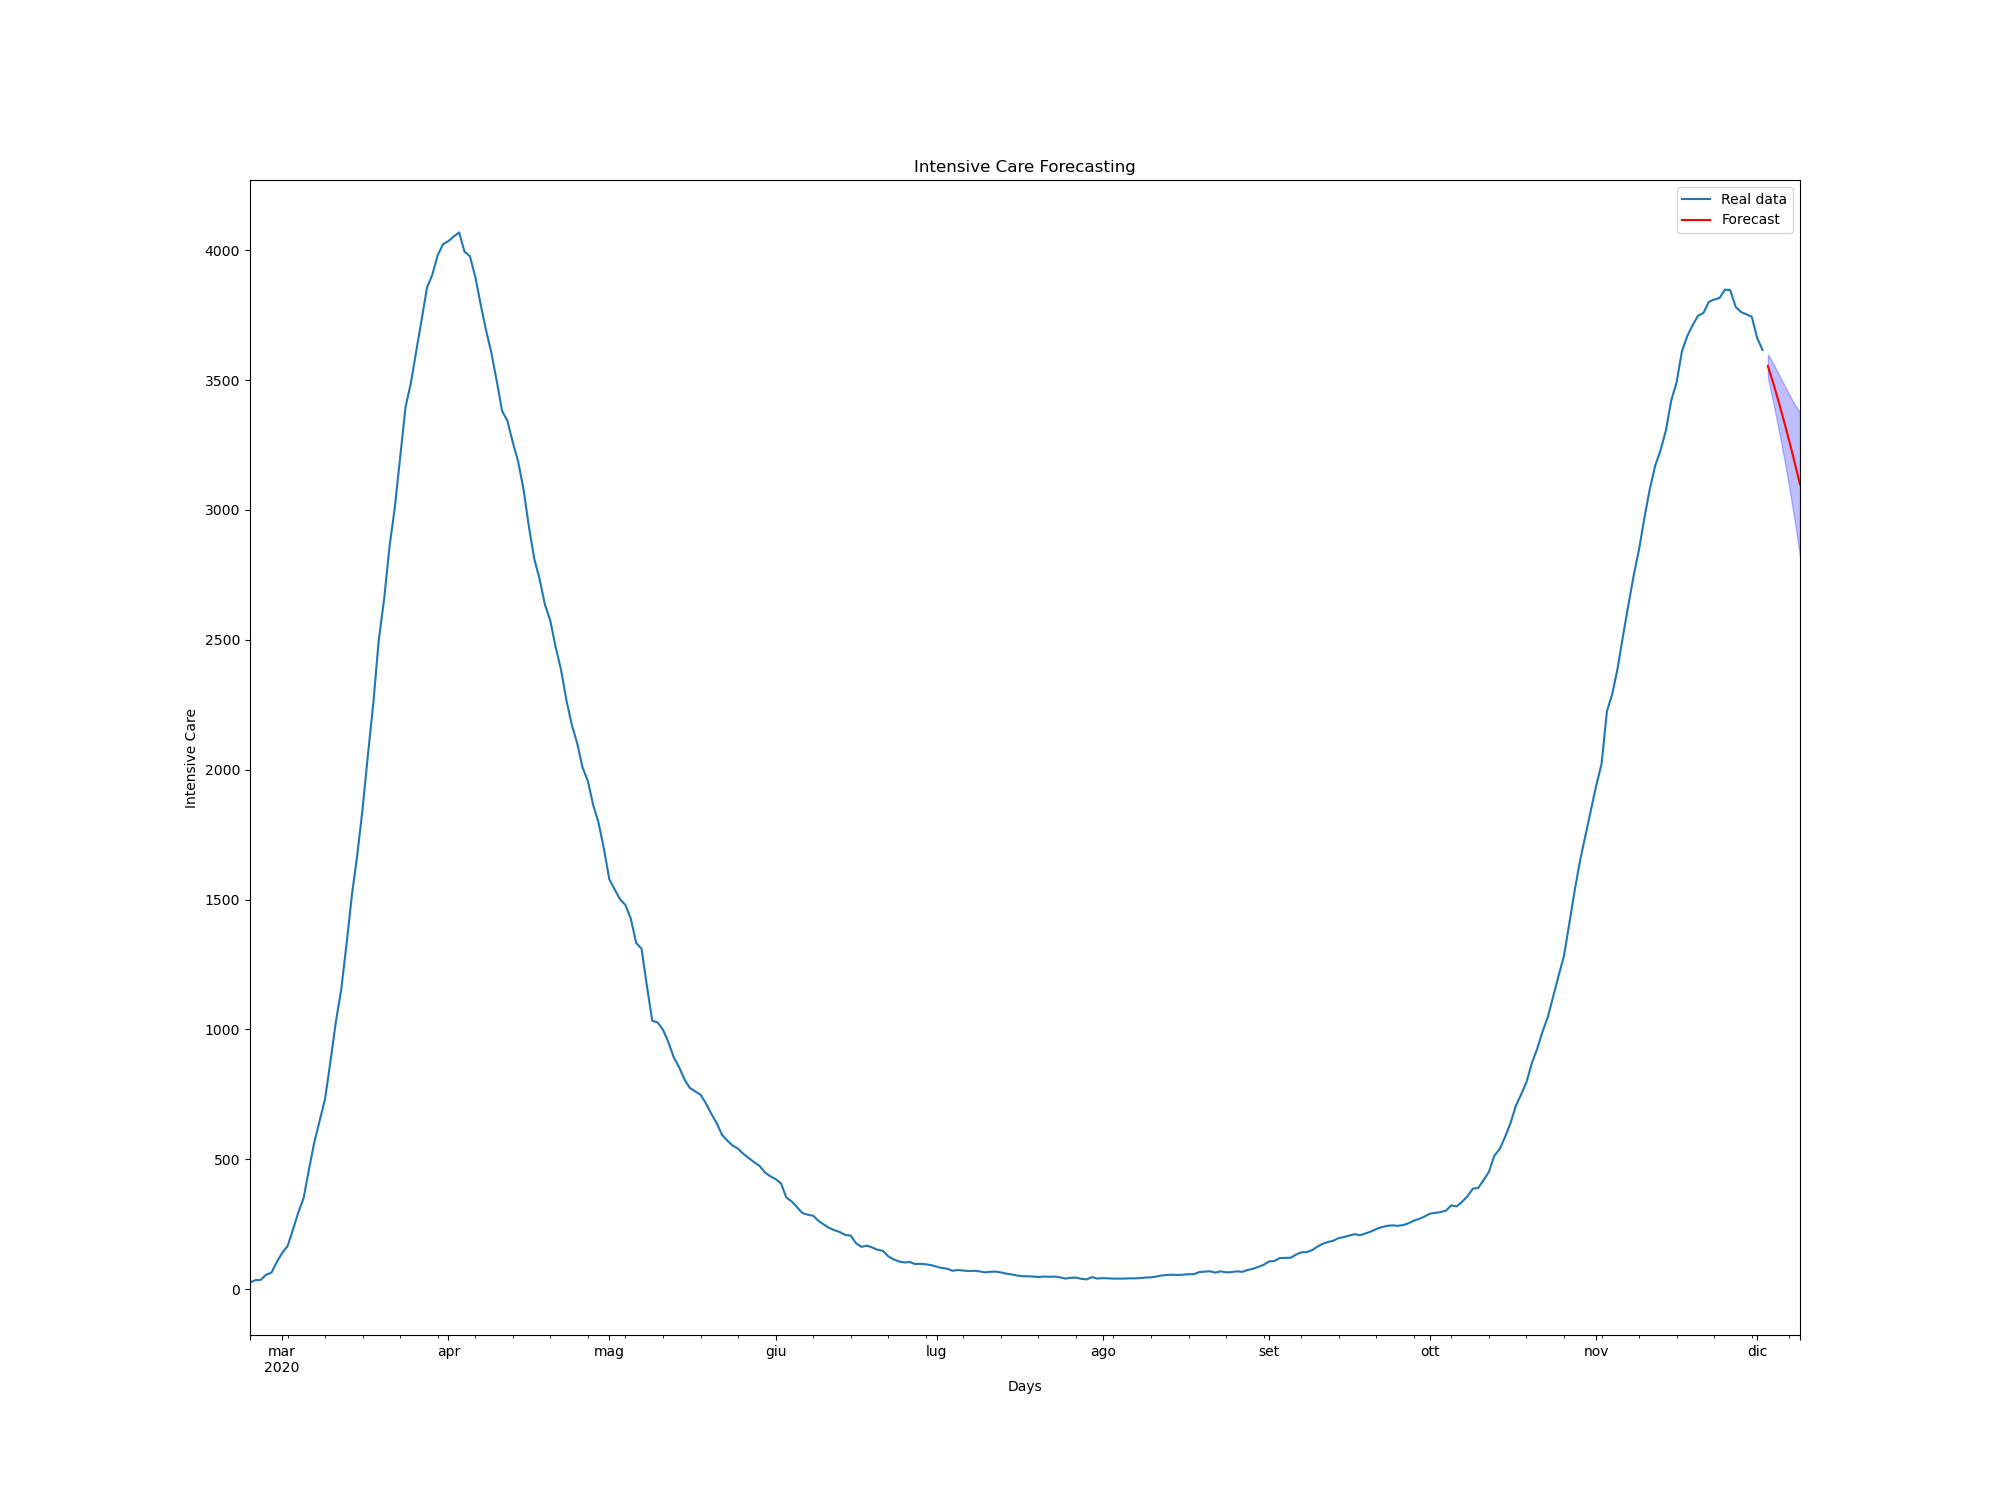 Intensive Care Forecasting
Real data
Forecast
4000
3500
3000
2500
2000
1500
1000
500
0
Intensive Care
mar apr mag giu lug ago set ott nov dic
2020
Days